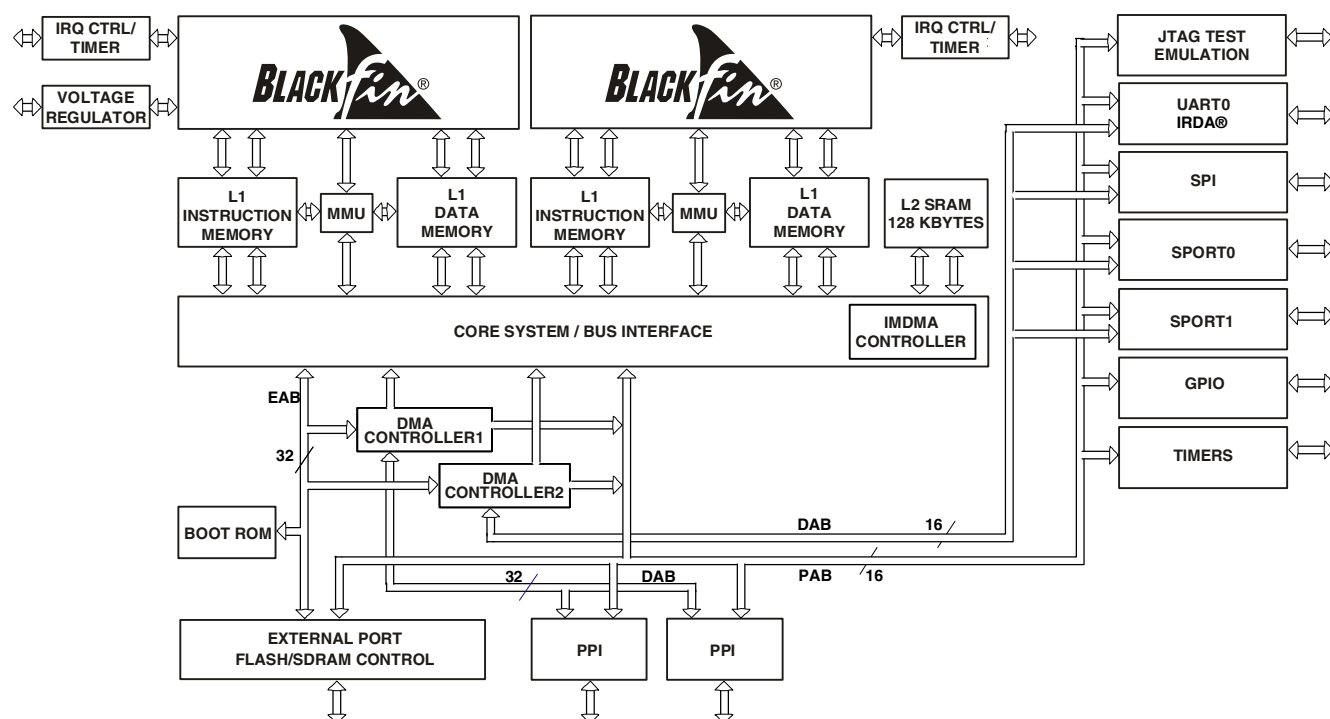 IRQ CTRL/
TIMER
VOLTAGE
REGULATOR
BLACKfin®
BLACKfin®
IRQ CTRL/
TIMER
JTAG TEST
EMULATION
UART0
IRDA®
SPI
SPORT0
SPORT1
GPIO
TIMERS
L1
INSTRUCTION
MEMORY
MMU
L1
DATA
MEMORY
L1
INSTRUCTION
MEMORY
MMU
L1
DATA
MEMORY
L2 SRAM
128 KBYTES
CORE SYSTEM / BUS INTERFACE
IMDMA
CONTROLLER
EAB
32
DMA
CONTROLLER1
DMA
CONTROLLER2
BOOT ROM
DAB
16
PAB
16
32
DAB
EXTERNAL PORT
FLASH/SDRAM CONTROL
PPI
PPI